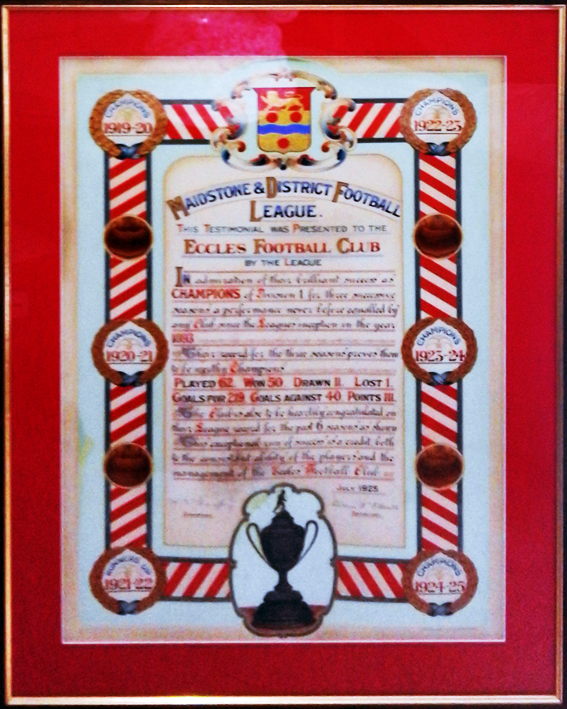 CHAMPIONS
1919-20
CHAMPIONS
1922-23
MAIDSTONE & DISTRICT FOOTBALL
LEAGUE.
THIS TESTIMONIAL WAS PRESENTED TO THE
ECCLES FOOTBALL CLUB
BY THE LEAGUE
IN admiration of their brilliant success as
CHAMPIONS of Division 1. for three successive
seasons a performance never before equalled by
any Club since the Leagues inception in the year
1893
Their record for the three seasons proves them
to be worthy Champions
PLAYED 62. WON 50 DRAWN 11. LOST 1.
GOALS FOR 219 GOALS AGAINST 40 POINTS 111.
The Club is also to be heartily congratulated on
their League record for the past 6 seasons as shown
This exceptional run of success is a credit both
to the consistent ability of the players and the
management of the Eccles Football Club
JULY 1925
CHAMPIONS
1920-21
CHAMPIONS
1923-24
RUNNERS UP
1921-22
CHAMPIONS
1924-25